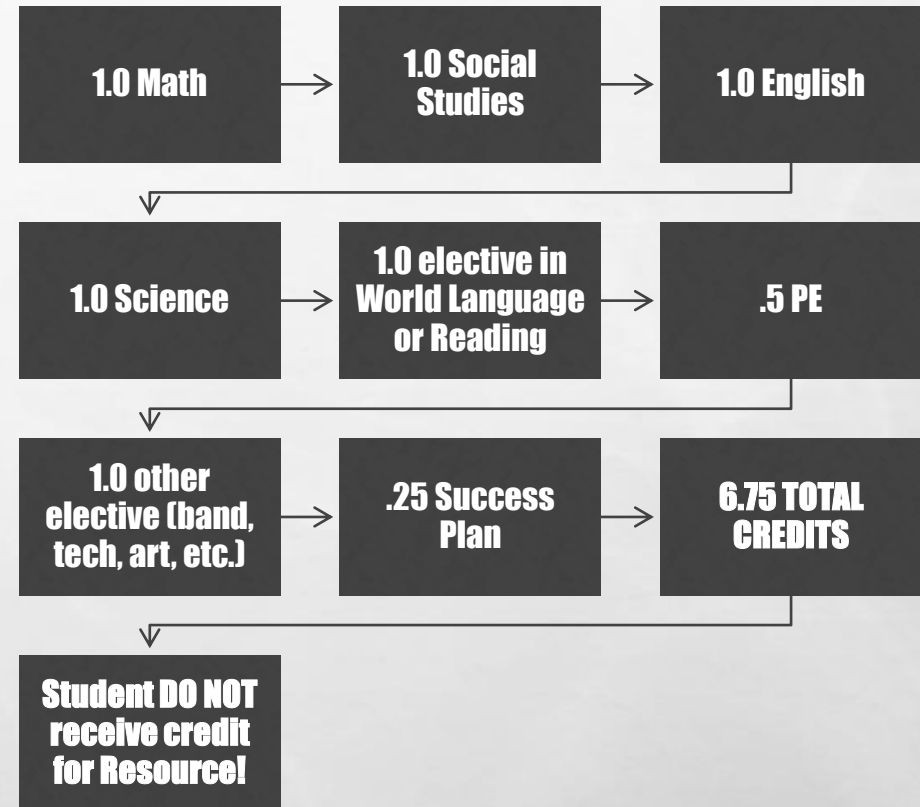 1.0 Math
1.0 Social
Studies
1.0 English
1.0 Science
1.0 elective in
World Language
or Reading
.5 PE
1.0 other
elective (band,
tech, art, etc.)
.25 Success
Plan
6.75 TOTAL
CREDITS
Student DO NOT
receive credit
for Resource!